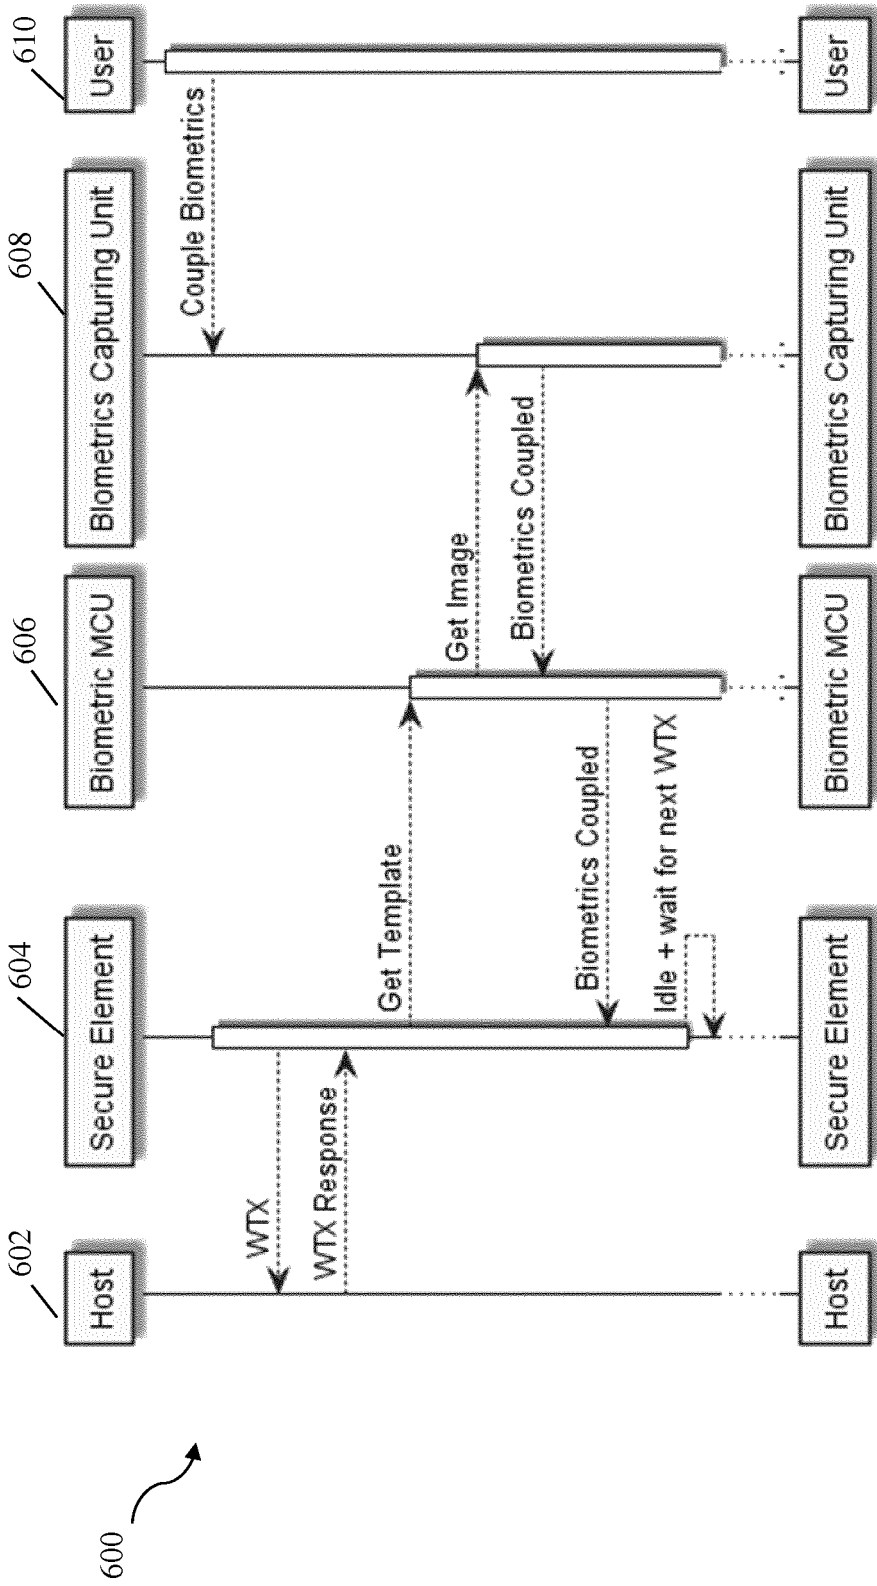 600
602
604
606
608
610
Host
Secure Element
Biometric MCU
Biometrics Capturing Unit
User
Couple Biometrics
WTX
WTX Response
Get Template
Get Image
Biometrics Coupled
Biometrics Coupled
Idle + wait for next WTX
Host
Secure Element
Biometric MCU
Biometrics Capturing Unit
User